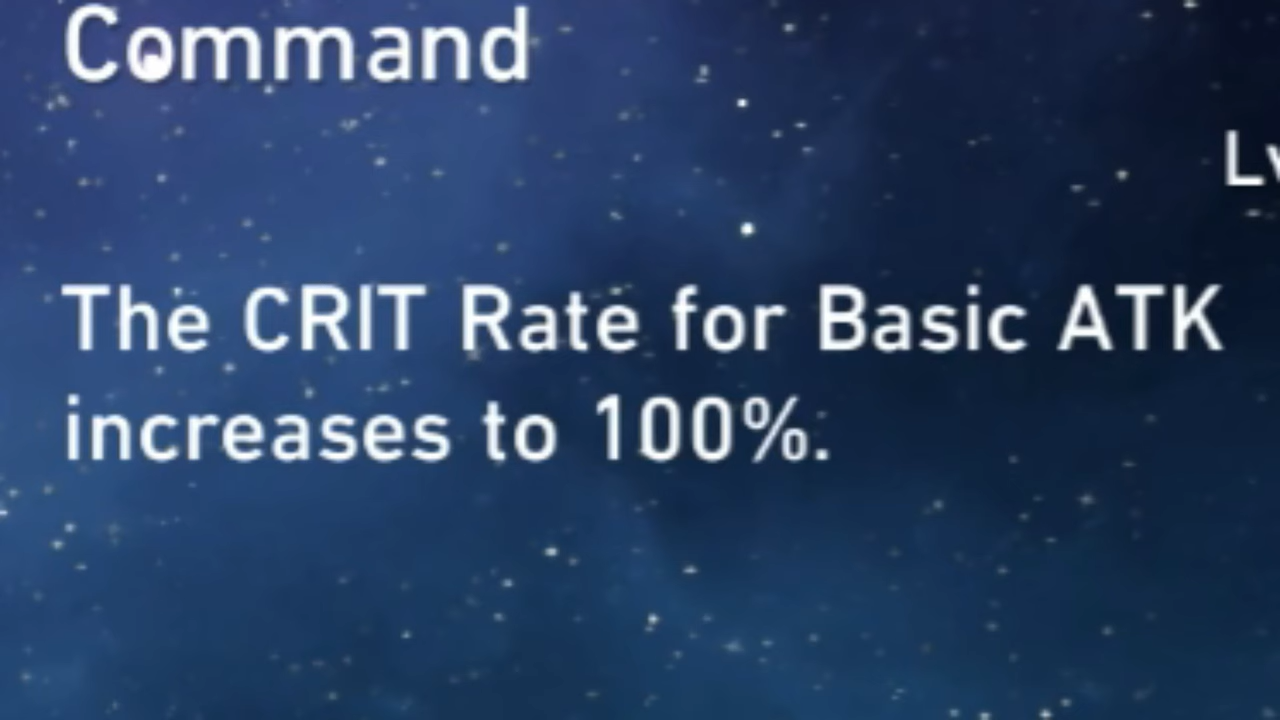 Command
The CRIT Rate for Basic ATK
increases to 100%.